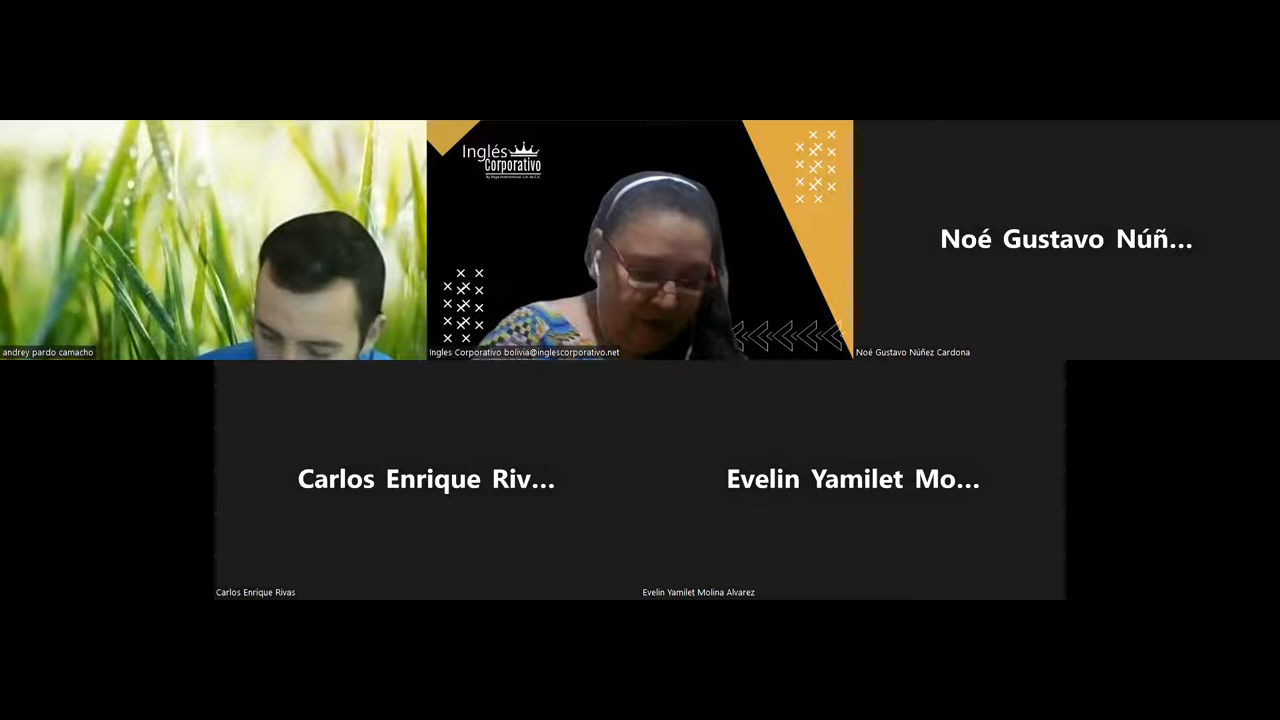 Inglés
Corporativo
Noé Gustavo Núñ...
andrey pardo camacho
Ingles Corporativo bolivia@inglescorporativo.net
Noé Gustavo Núñez Cardona
Carlos Enrique Riv...
Evelin Yamilet Mo...
Carlos Enrique Rivas
Evelin Yamilet Molina Alvarez